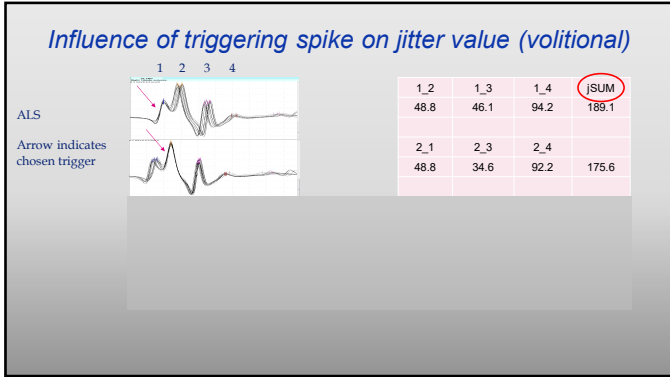 Influence of triggering spike on jitter value (volitional)
1 2 3 4
ALS
Arrow indicates
chosen trigger
1_2 1_3 1_4 jSUM
48.8 46.1 94.2 189.1
2_1 2_3 2_4
48.8 34.6 92.2 175.6